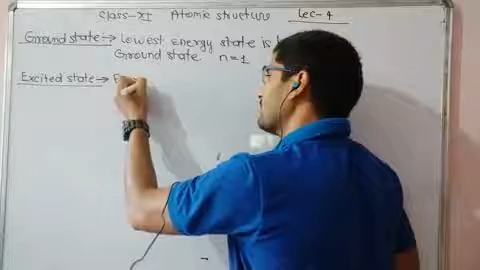 Class-XI Atomic structure Lec-4
Ground state → Lowest energy state is
Ground state n=1
Excited state →